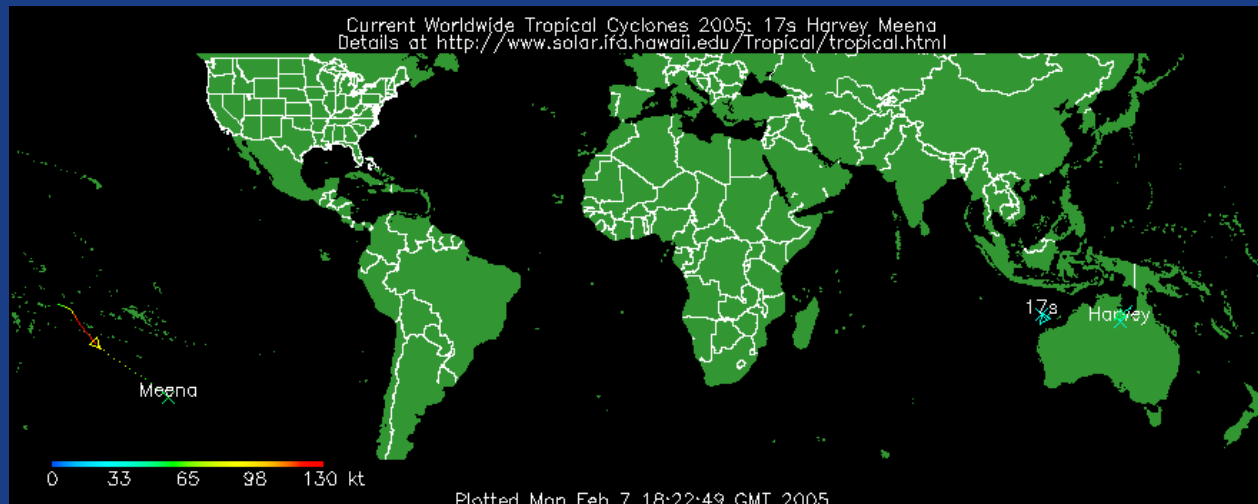 Current Worldwide Tropical Cyclones 2005: 17s Harvey Meena
Details at http://www.solar.ifa.hawaii.edu/Tropical/tropical.html
17s
Harvey
Meena
0 33 65 98 130 kt
Plotted Mon Feb 7 18:22:49 GMT 2005